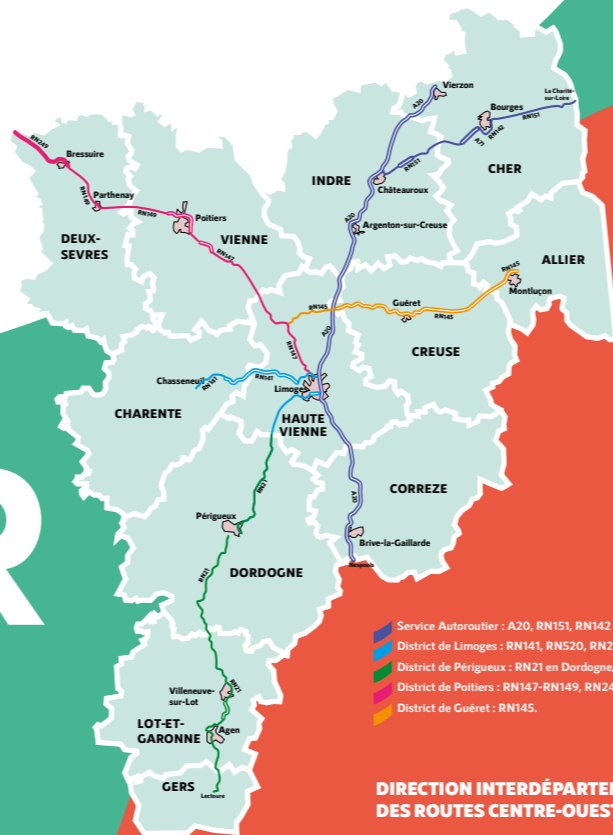 Vierzon
A20
Bourges
La Charité-
sur-Loire
RN151
RN142
A71
RN151
CHER
INDRE
Châteauroux
RN249
Bressuire
RN149
Parthenay
RN149
Poitiers
VIENNE
DEUX-
SEVRES
RN147
A20
Argenton-sur-Creuse
ALLIER
RN145
Montluçon
RN145
Guéret
RN145
A20
CREUSE
RN147
Chasseneuil
RN141
RN141
Limoges
CHARENTE
HAUTE
VIENNE
CORREZE
RN21
A20
R
Périgueux
Brive-la-Gaillarde
RN21
DORDOGNE
Service Autoroutier : A20, RN151, RN142
District de Limoges : RN141, RN520, RN2
District de Périgueux : RN21 en Dordogne,
District de Poitiers : RN147-RN149, RN24
District de Guéret : RN145.
Villeneuve-
sur-Lot
RN21
LOT-ET-
GARONNE
Agen
GERS
Lectoure
DIRECTION INTERDÉPARTEM
DES ROUTES CENTRE-OUEST